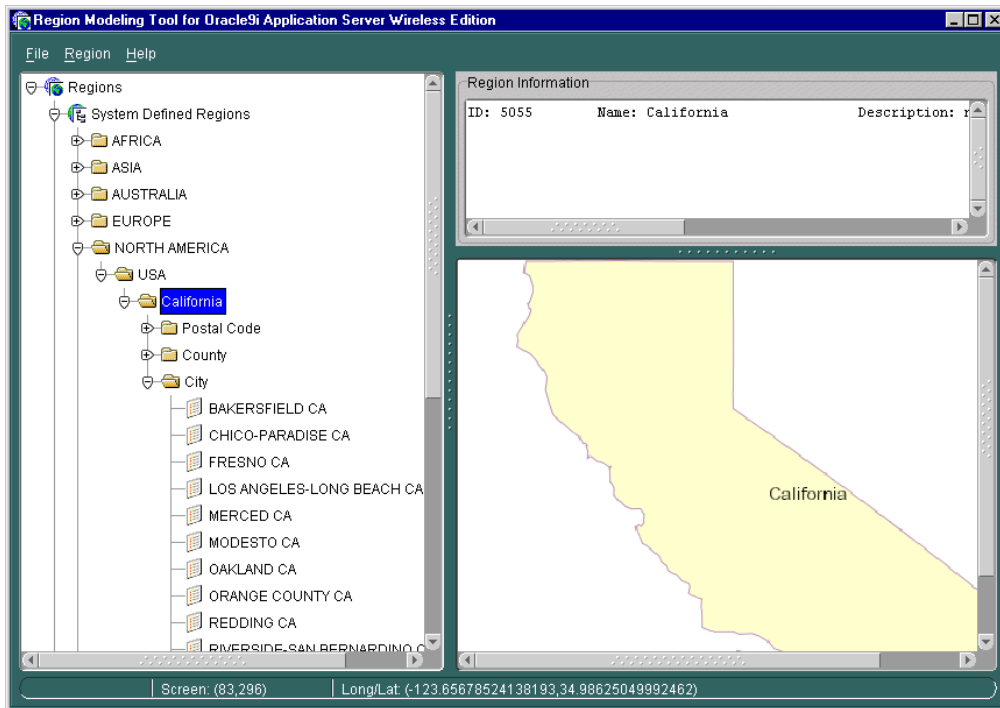 Region Modeling Tool for Oracle9i Application Server Wireless Edition
File Region Help
Regions
System Defined Regions
AFRICA
ASIA
AUSTRALIA
EUROPE
NORTH AMERICA
USA
California
Postal Code
County
City
BAKERSFIELD CA
CHICO-PARADISE CA
FRESNO CA
LOS ANGELES-LONG BEACH CA
MERCED CA
MODESTO CA
OAKLAND CA
ORANGE COUNTY CA
REDDING CA
RIVERSIDE-SAN BERNARDINO
Region Information
ID: 5055 Name: California Description:
California
Screen: (83,296) Long/Lat: (-123.65678524138193,34.98625049992462)